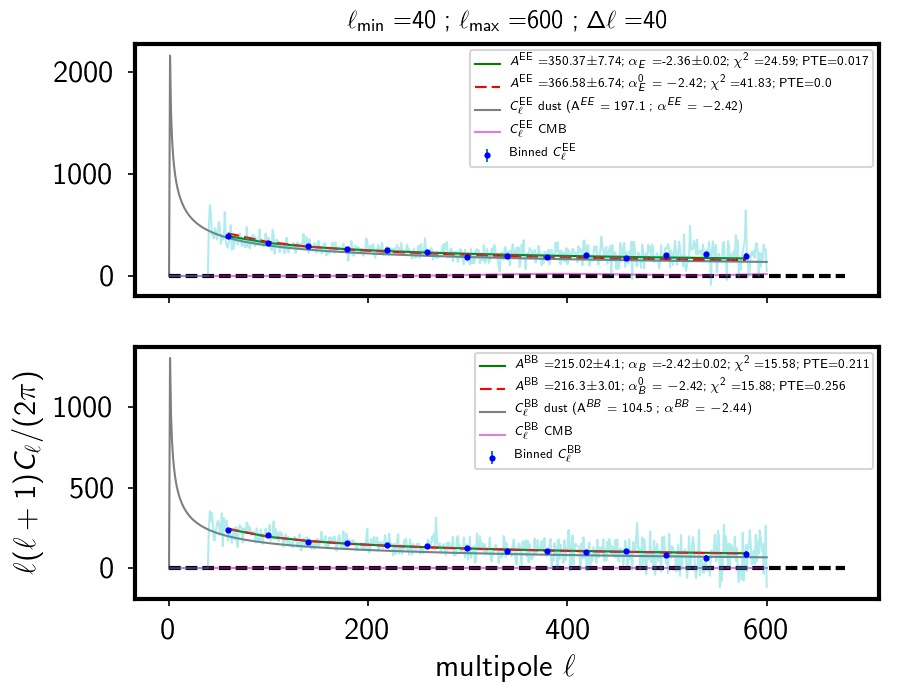 ℓmin =40 ; ℓmax =600 ; Δℓ =40
2000
1000
0
A^EE =350.37±7.74; α_E =-2.36±0.02; χ² =24.59; PTE=0.017
A^EE =366.58±6.74; α_E^0 = −2.42; χ² =41.83; PTE=0.0
C_ℓ^EE dust (A^EE = 197.1 ; α^EE = −2.42)
C_ℓ^EE CMB
Binned C_ℓ^EE
ℓ(ℓ + 1)C_ℓ/(2π)
1000
500
0
A^BB =215.02±4.1; α_B =-2.42±0.02; χ² =15.58; PTE=0.211
A^BB =216.3±3.01; α_B^0 = −2.42; χ² =15.88; PTE=0.256
C_ℓ^BB dust (A^BB = 104.5 ; α^BB = −2.44)
C_ℓ^BB CMB
Binned C_ℓ^BB
0 200 400 600
multipole ℓ